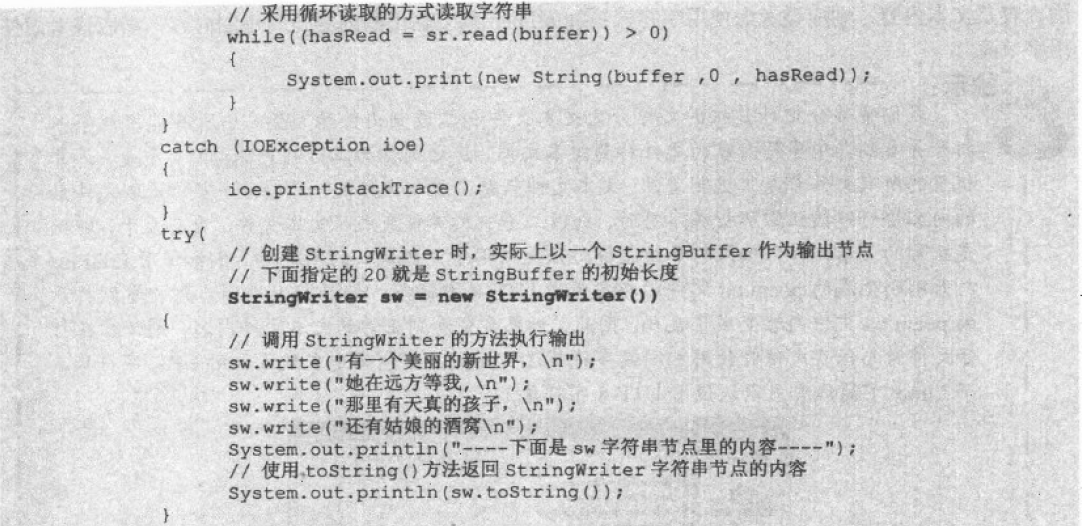 // 采用循环读取的方式读取字符串
while((hasRead = sr.read(buffer)) > 0)
{
System.out.print(new String(buffer ,0 , hasRead));
}
}
catch (IOException ioe)
{
ioe.printStackTrace();
}
try(
// 创建 StringWriter 时，实际上以一个 StringBuffer 作为输出节点
// 下面指定的 20 就是 StringBuffer 的初始长度
StringWriter sw = new StringWriter())
{
// 调用 StringWriter 的方法执行输出
sw.write("有一个美丽的新世界，\n");
sw.write("她在远方等我,\n");
sw.write("那里有天真的孩子，\n");
sw.write("还有姑娘的酒窝\n");
System.out.println("----下面是 sw 字符串节点里的内容----");
// 使用 toString()方法返回 StringWriter 字符串节点的内容
System.out.println(sw.toString());
}